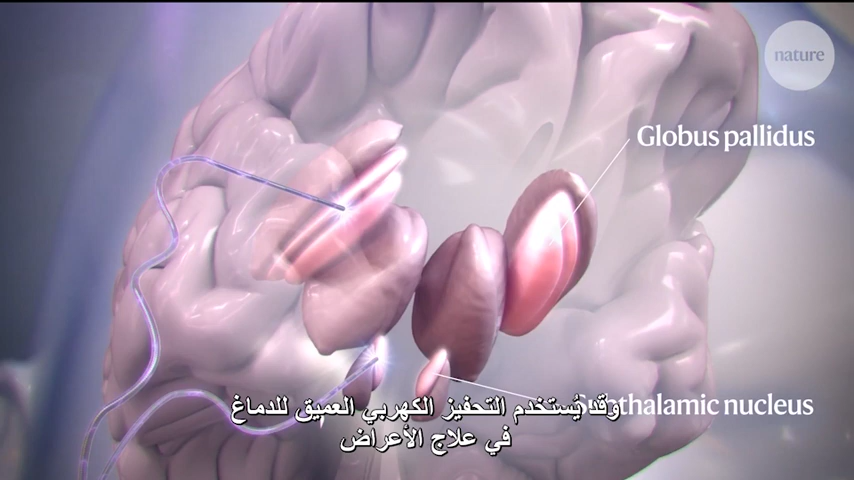 nature
Globus pallidus
thalamic nucleus
وقد يُستخدم التحفيز الكهربي العميق للدماغ
في علاج الأعراض